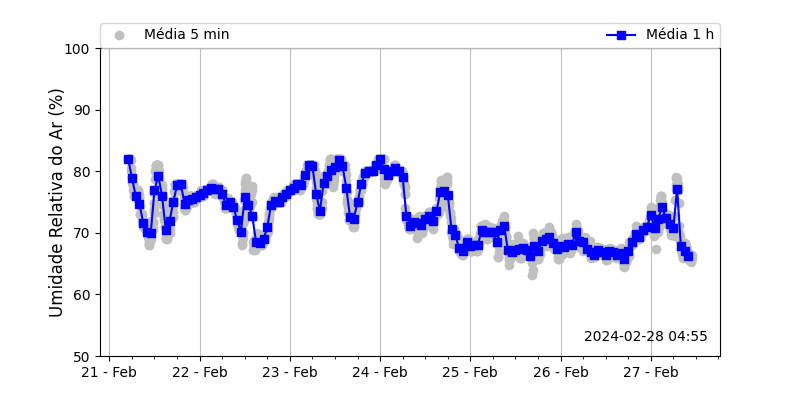 Média 5 min
Média 1 h
Umidade Relativa do Ar (%)
100
90
80
70
60
50
2024-02-28 04:55
21 - Feb
22 - Feb
23 - Feb
24 - Feb
25 - Feb
26 - Feb
27 - Feb